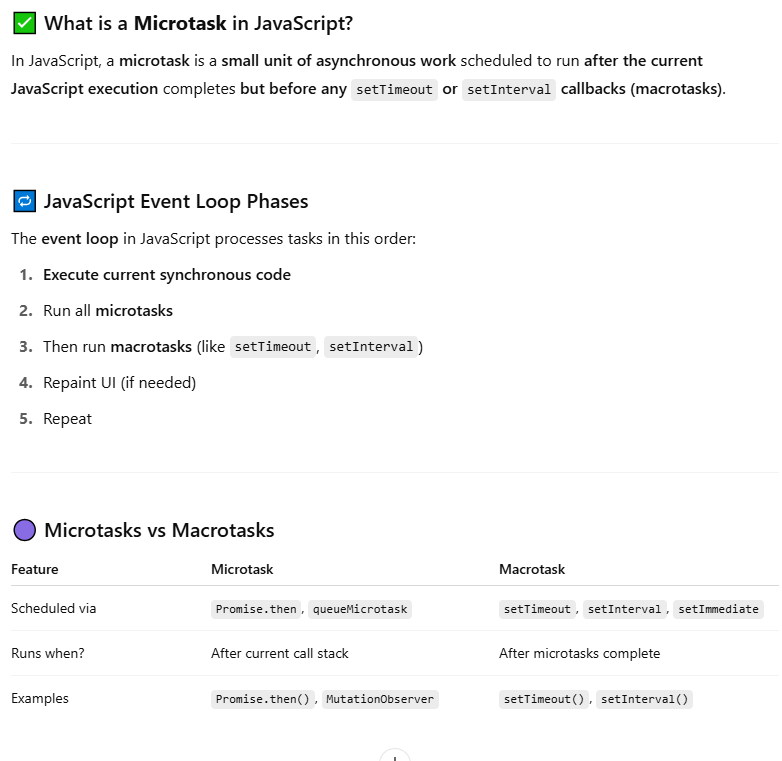 ✅ What is a Microtask in JavaScript?
In JavaScript, a microtask is a small unit of asynchronous work scheduled to run after the current
JavaScript execution completes but before any setTimeout or setInterval callbacks (macrotasks).
🔁 JavaScript Event Loop Phases
The event loop in JavaScript processes tasks in this order:
1. Execute current synchronous code
2. Run all microtasks
3. Then run macrotasks (like setTimeout, setInterval)
4. Repaint UI (if needed)
5. Repeat
🟣 Microtasks vs Macrotasks
Feature Microtask Macrotask
Scheduled via Promise.then, queueMicrotask setTimeout, setInterval, setImmediate
Runs when? After current call stack After microtasks complete
Examples Promise.then(), MutationObserver setTimeout(), setInterval()